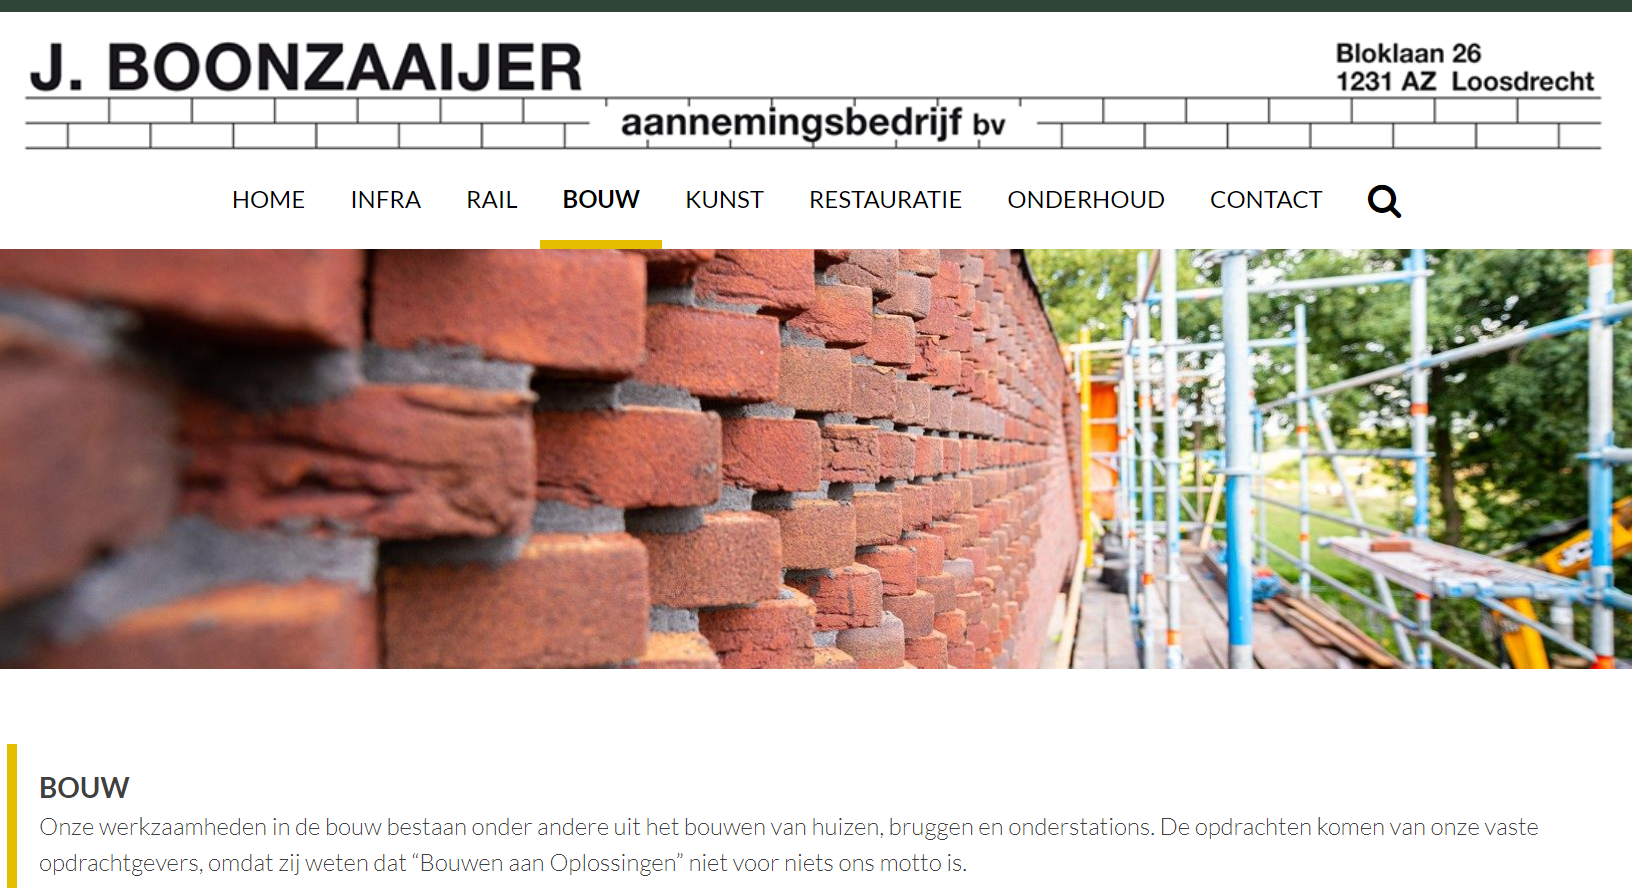 J. BOONZAAIJER
Bloklaan 26
1231 AZ Loosdrecht
aannemingsbedrijf bv
HOME INFRA RAIL BOUW KUNST RESTAURATIE ONDERHOUD CONTACT
BOUW
Onze werkzaamheden in de bouw bestaan onder andere uit het bouwen van huizen, bruggen en onderstations. De opdrachten komen van onze vaste
opdrachtgevers, omdat zij weten dat “Bouwen aan Oplossingen” niet voor niets ons motto is.